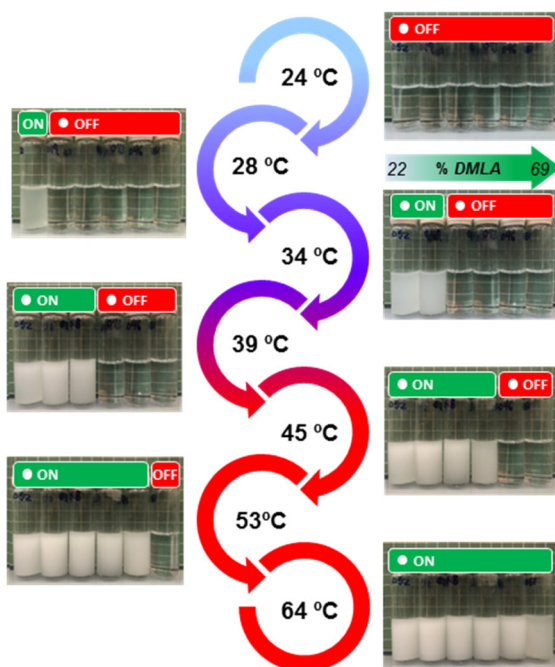 OFF
24 ºC
ON OFF
28 ºC
22 % DMLA 69
34 ºC
ON OFF
ON OFF
39 ºC
45 ºC
ON OFF
ON OFF
53ºC
64 ºC
ON